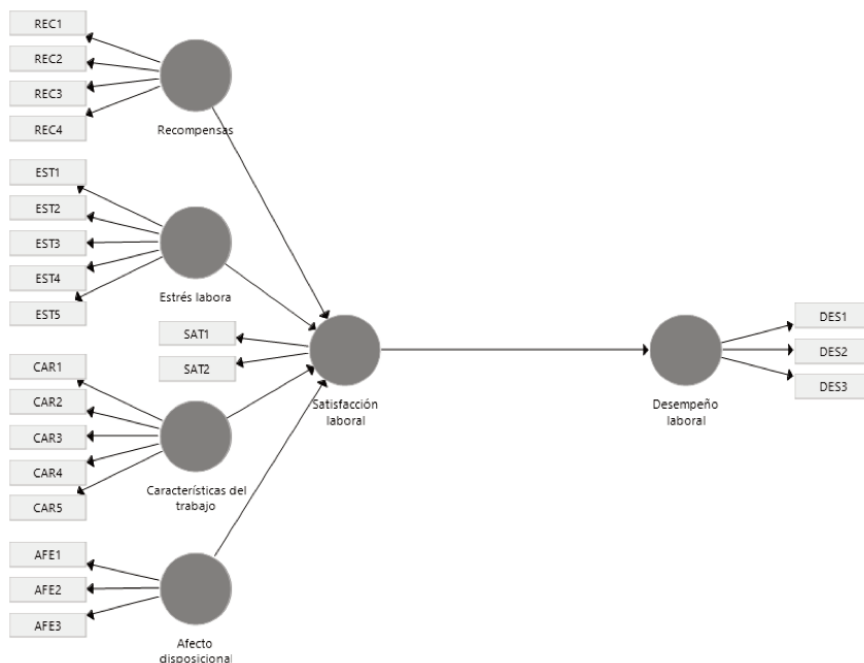 REC1
REC2
REC3
REC4
Recompensas
EST1
EST2
EST3
EST4
EST5
Estrés labora
SAT1
SAT2
Satisfacción
laboral
CAR1
CAR2
CAR3
CAR4
CAR5
Características del
trabajo
AFE1
AFE2
AFE3
Afecto
disposicional
DES1
DES2
DES3
Desempeño
laboral